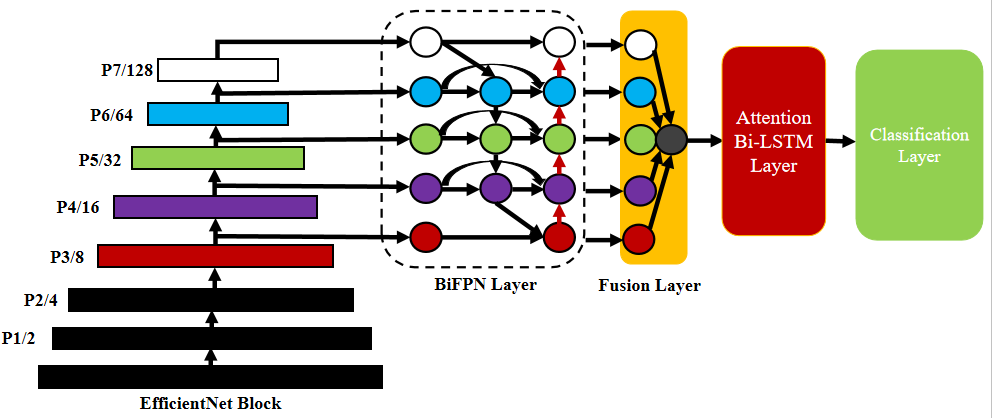 P7/128
P6/64
P5/32
P4/16
P3/8
P2/4
P1/2
EfficientNet Block
BiFPN Layer
Fusion Layer
Attention
Bi-LSTM
Layer
Classification
Layer